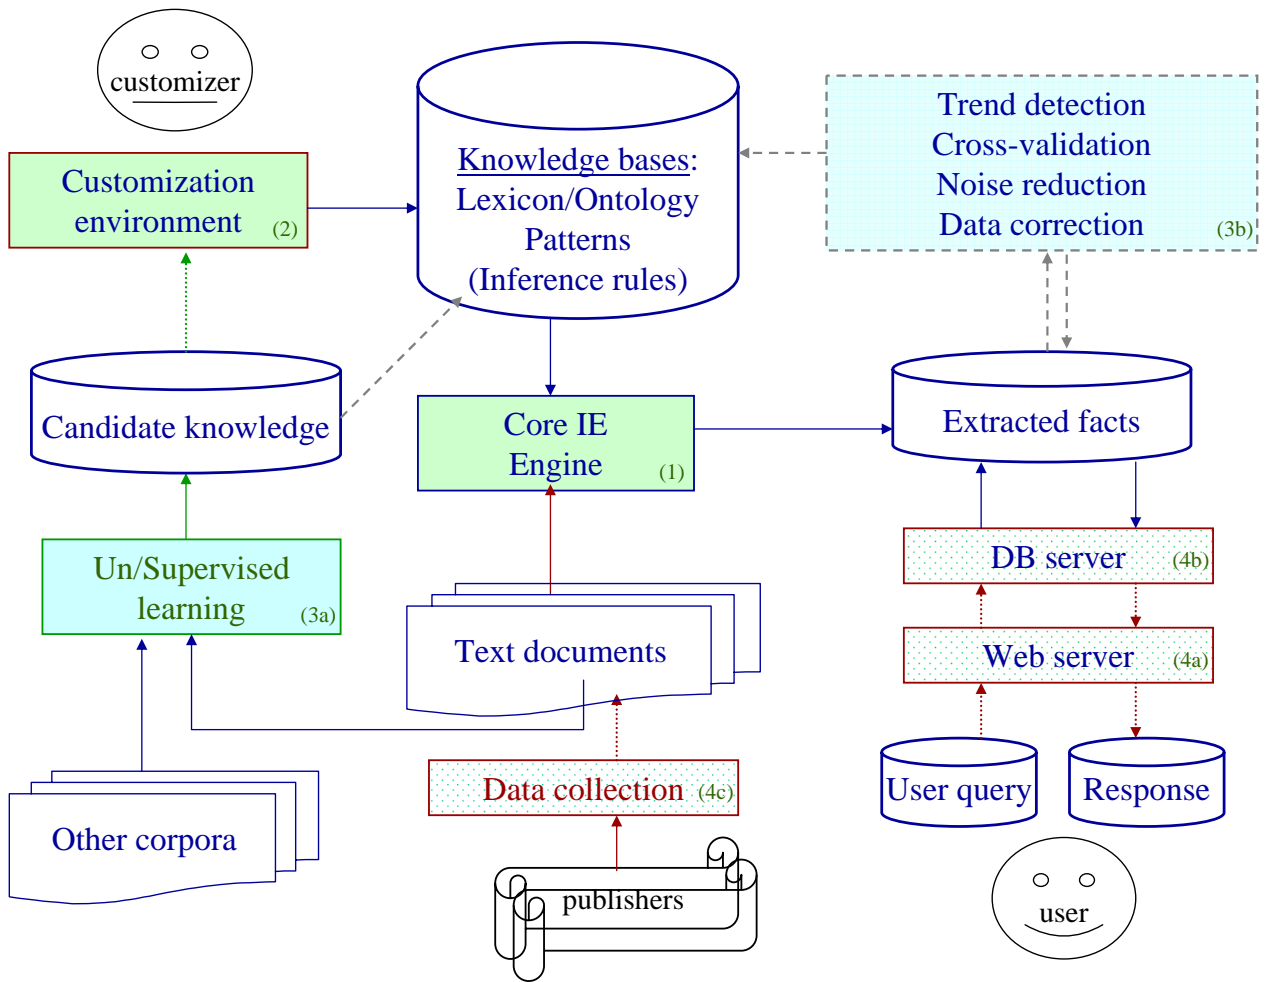 customizer
Customization
environment (2)
Knowledge bases:
Lexicon/Ontology
Patterns
(Inference rules)
Trend detection
Cross-validation
Noise reduction
Data correction (3b)
Candidate knowledge
Core IE
Engine (1)
Extracted facts
Un/Supervised
learning (3a)
Text documents
DB server (4b)
Web server (4a)
Other corpora
Data collection (4c)
publishers
User query
Response
user